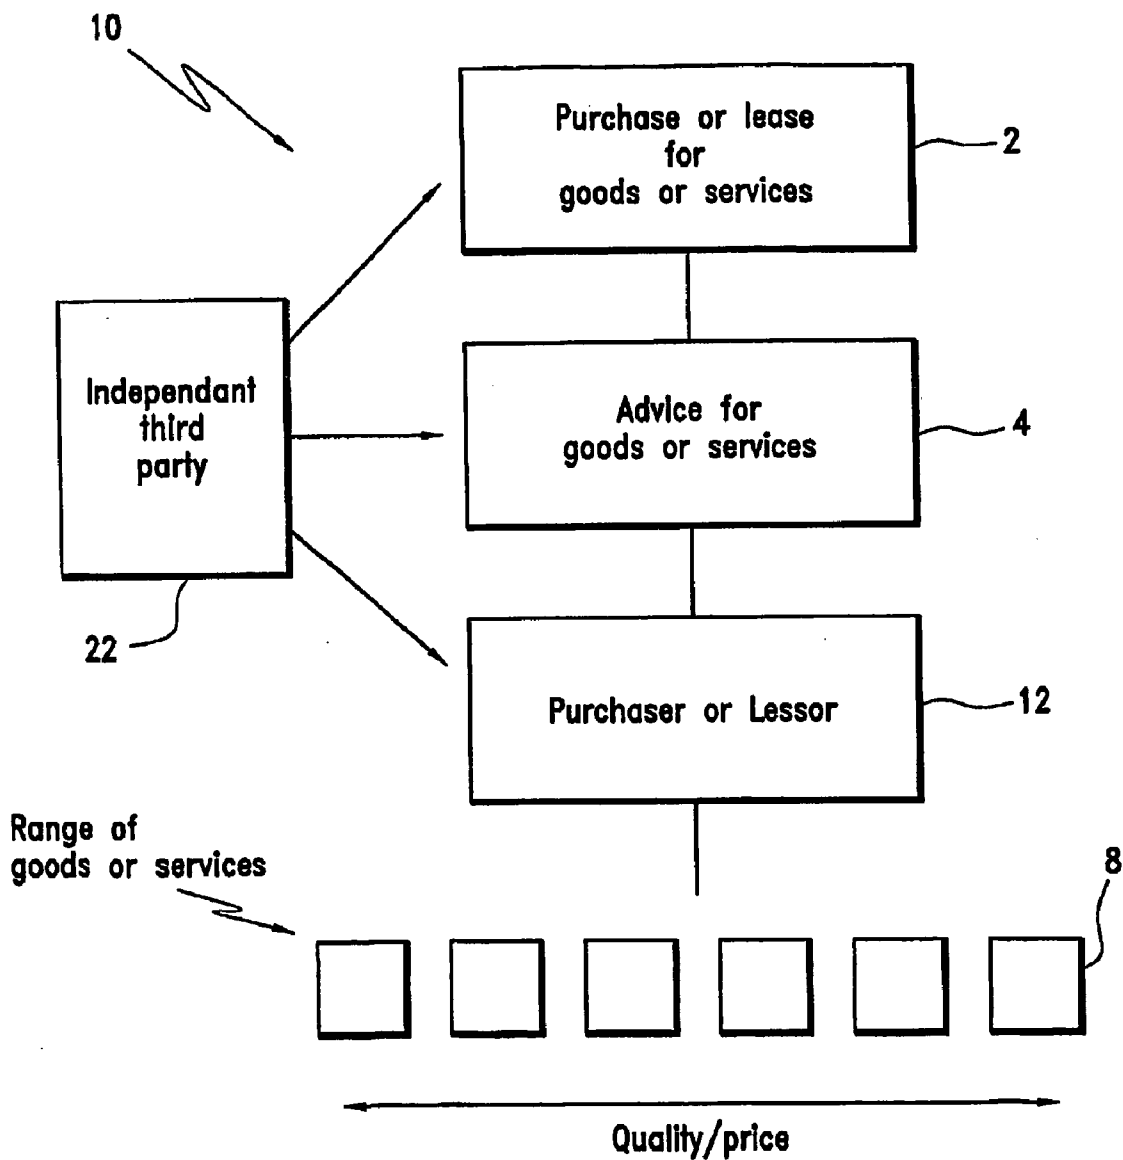 10
Purchase or lease
for
goods or services
2
Independant
third
party
22
Advice for
goods or services
4
Purchaser or Lessor
12
Range of
goods or services
8
Quality/price